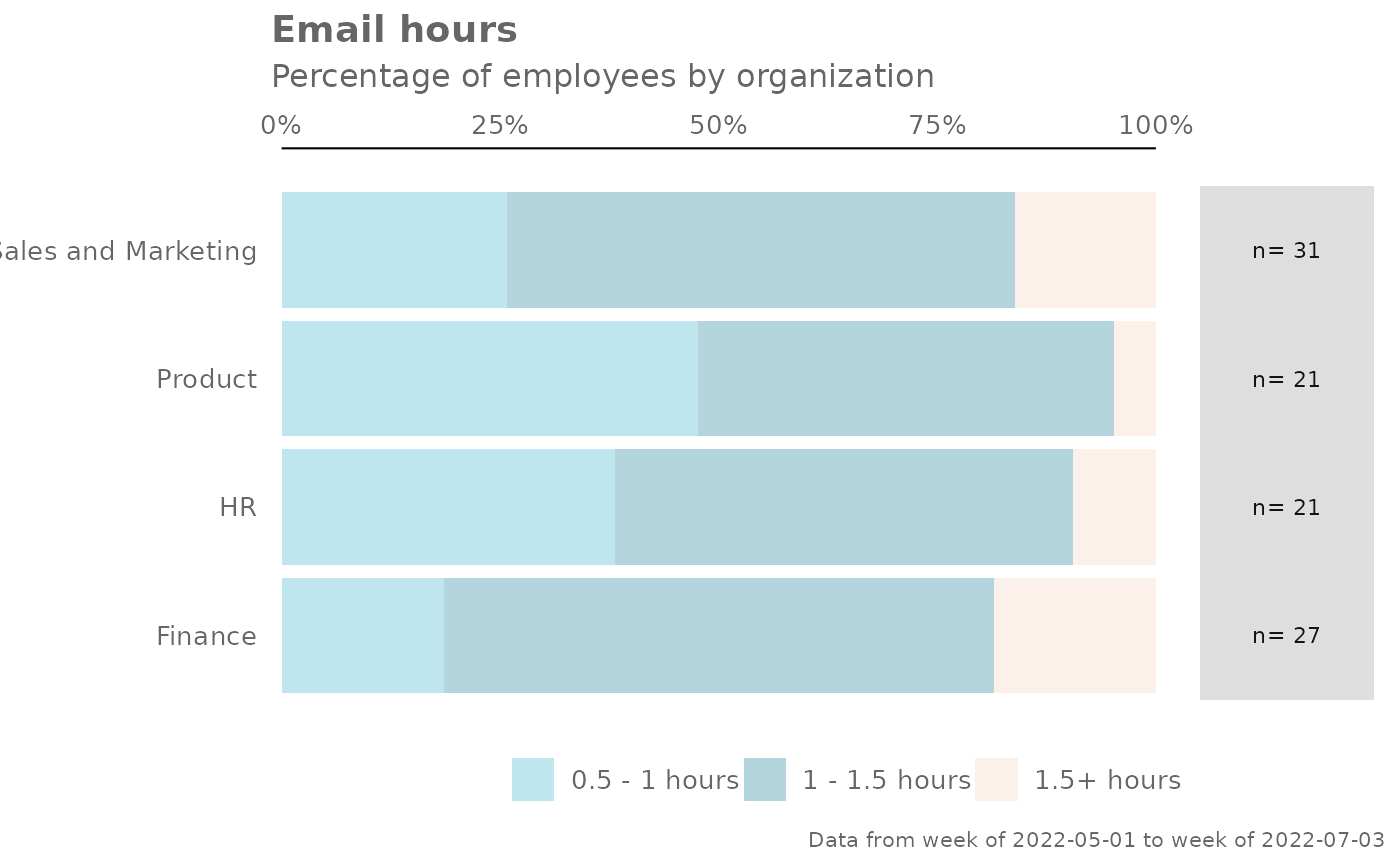 Email hours
Percentage of employees by organization
0% 25% 50% 75% 100%
Sales and Marketing n= 31
Product n= 21
HR n= 21
Finance n= 27
0.5 - 1 hours 1 - 1.5 hours 1.5+ hours
Data from week of 2022-05-01 to week of 2022-07-03